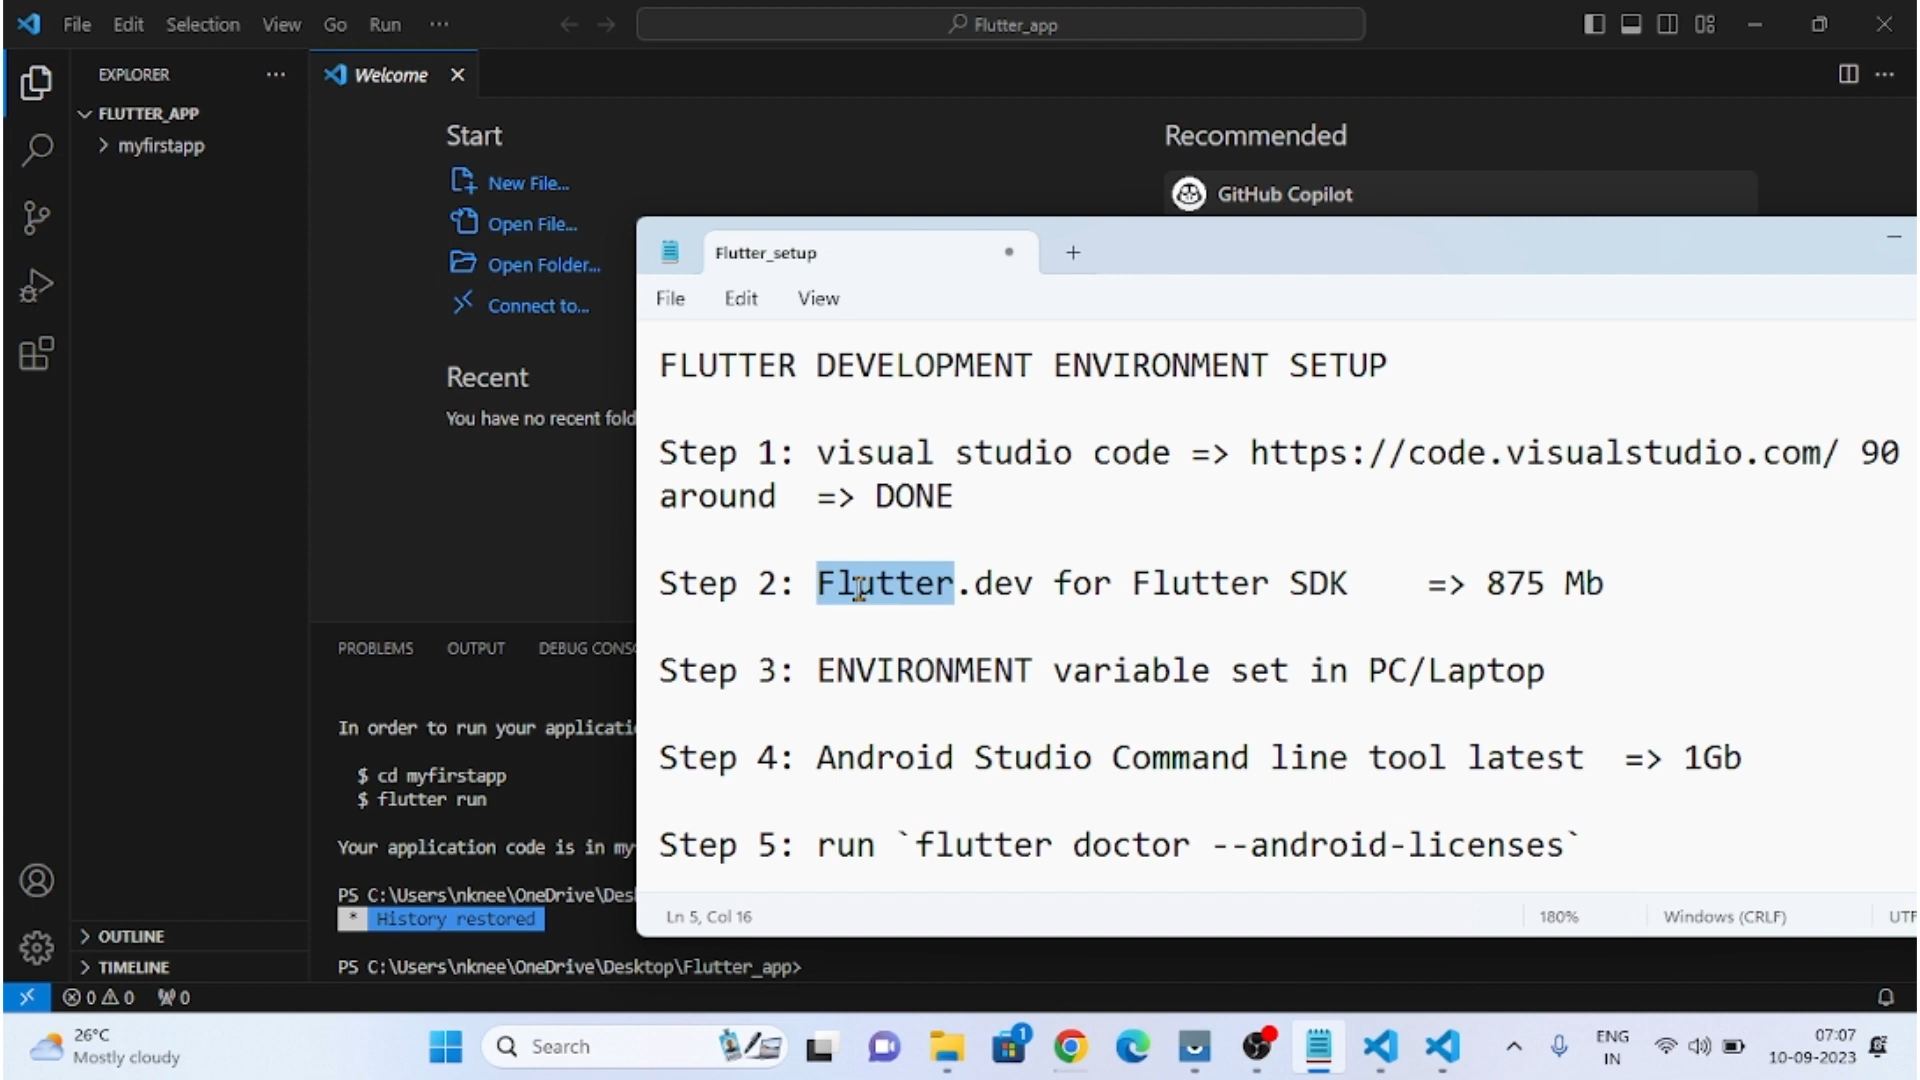 File Edit Selection View Go Run ···
Flutter_app
EXPLORER ···
Welcome
FLUTTER_APP
myfirstapp
Start
New File...
Open File...
Open Folder...
Connect to...
Recent
You have no recent fold
Recommended
GitHub Copilot
Flutter_setup
File Edit View
FLUTTER DEVELOPMENT ENVIRONMENT SETUP
Step 1: visual studio code => https://code.visualstudio.com/ 90
around => DONE
Step 2: Flutter.dev for Flutter SDK => 875 Mb
Step 3: ENVIRONMENT variable set in PC/Laptop
Step 4: Android Studio Command line tool latest => 1Gb
Step 5: run `flutter doctor --android-licenses`
Ln 5, Col 16 180% Windows (CRLF) UTF
PROBLEMS OUTPUT DEBUG CONSO
In order to run your applicati
$ cd myfirstapp
$ flutter run
Your application code is in my
PS C:\Users\nknee\OneDrive\Des
* History restored
PS C:\Users\nknee\OneDrive\Desktop\Flutter_app>
OUTLINE
TIMELINE
0 0 0
26°C
Mostly cloudy
Search
1
ENG
IN
07:07
10-09-2023